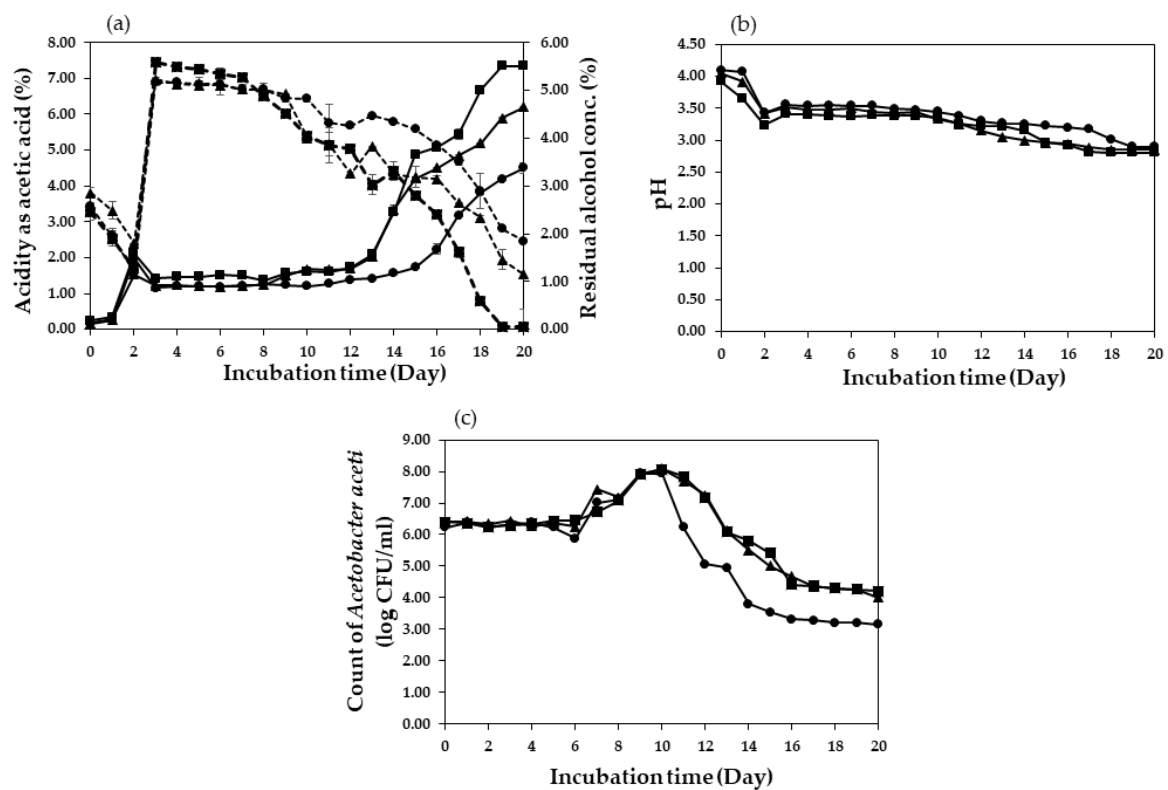 (a)
8.00
7.00
6.00
5.00
4.00
3.00
2.00
1.00
0.00
Acidity as acetic acid (%)
6.00
5.00
4.00
3.00
2.00
1.00
0.00
Residual alcohol conc. (%)
0 2 4 6 8 10 12 14 16 18 20
Incubation time (Day)
(b)
4.50
4.00
3.50
3.00
2.50
2.00
1.50
1.00
0.50
0.00
pH
0 2 4 6 8 10 12 14 16 18 20
Incubation time (Day)
(c)
9.00
8.00
7.00
6.00
5.00
4.00
3.00
2.00
1.00
0.00
Count of Acetobacter aceti
(log CFU/ml)
0 2 4 6 8 10 12 14 16 18 20
Incubation time (Day)